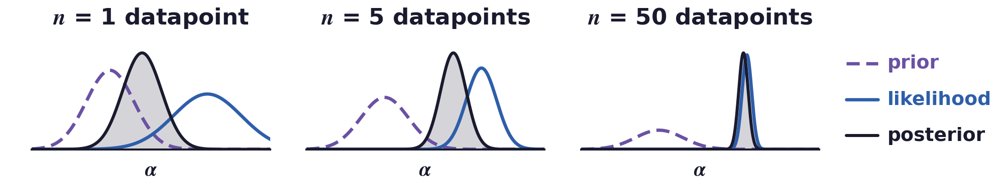 n = 1 datapoint
n = 5 datapoints
n = 50 datapoints
prior
likelihood
posterior
α
α
α